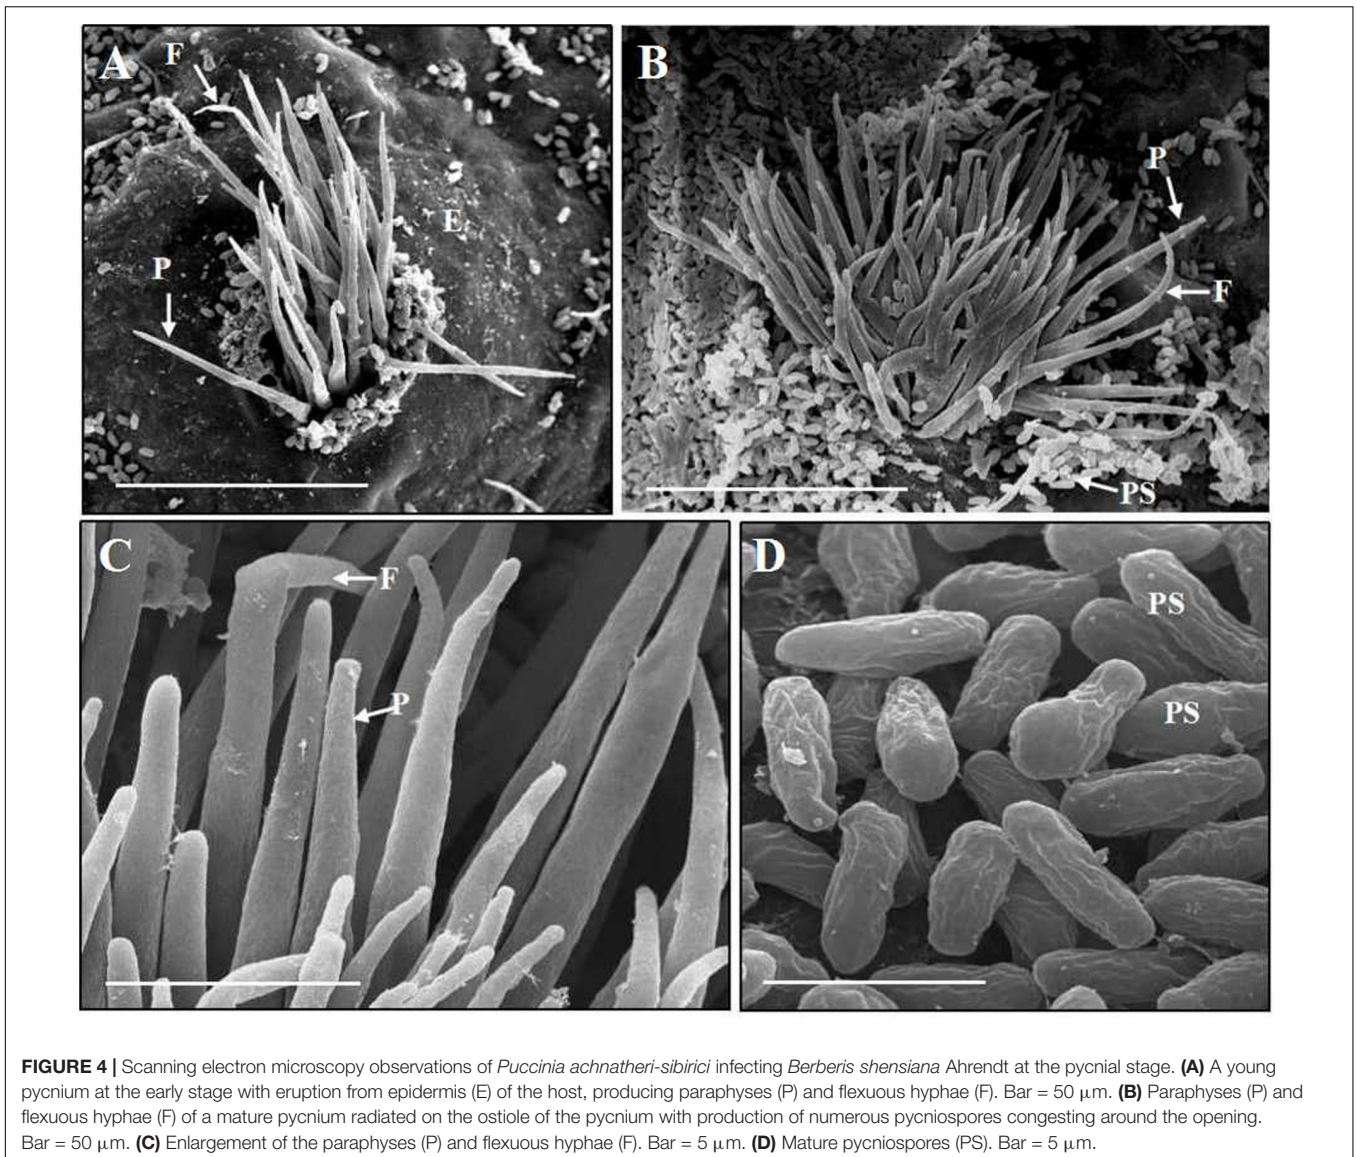 A
F
P
E
B
P
F
PS
C
F
P
D
PS
PS
FIGURE 4 | Scanning electron microscopy observations of Puccinia achnatheri-sibirici infecting Berberis shensiana Ahrendt at the pycnial stage. (A) A young
pycnium at the early stage with eruption from epidermis (E) of the host, producing paraphyses (P) and flexuous hyphae (F). Bar = 50 μm. (B) Paraphyses (P) and
flexuous hyphae (F) of a mature pycnium radiated on the ostiole of the pycnium with production of numerous pycniospores congesting around the opening.
Bar = 50 μm. (C) Enlargement of the paraphyses (P) and flexuous hyphae (F). Bar = 5 μm. (D) Mature pycniospores (PS). Bar = 5 μm.